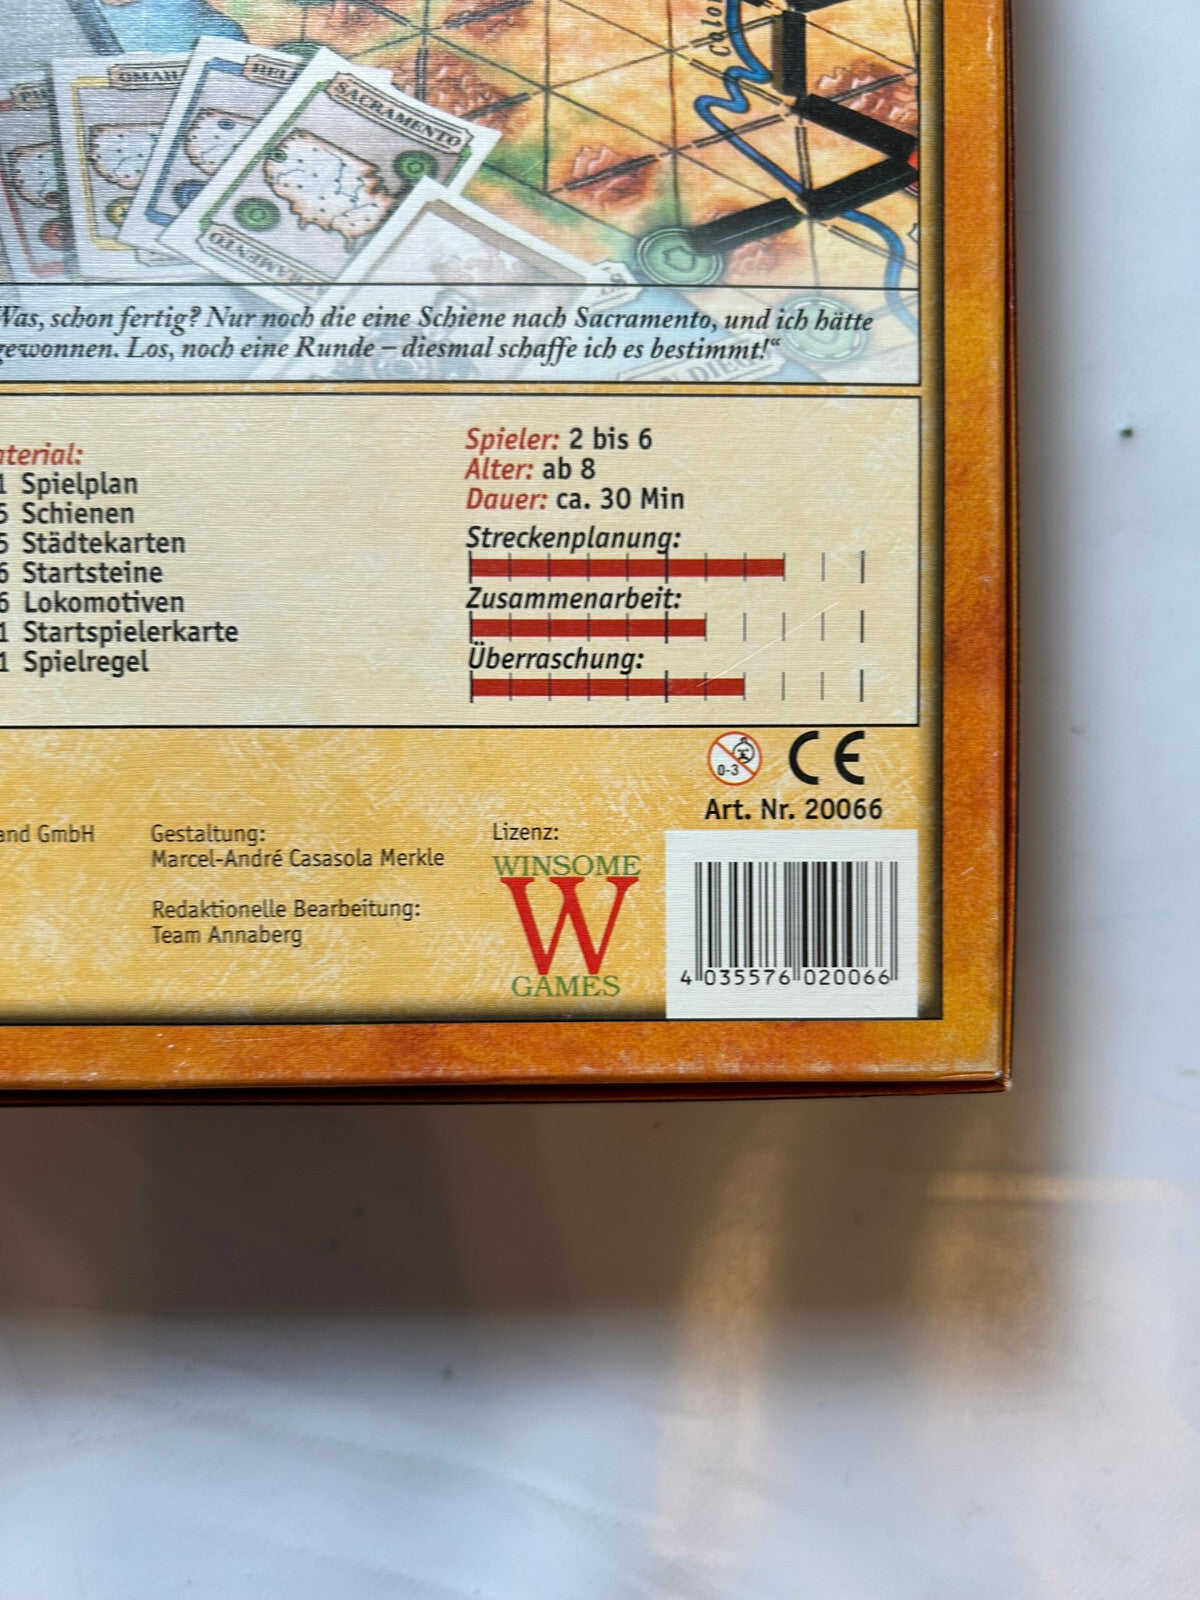 OMAHA
SACRAMENTO
SACRAMENTO
Was, schon fertig? Nur noch die eine Schiene nach Sacramento, und ich hätte
gewonnen. Los, noch eine Runde – diesmal schaffe ich es bestimmt!“
Material:
1 Spielplan
5 Schienen
5 Städtekarten
6 Startsteine
6 Lokomotiven
1 Startspielerkarte
1 Spielregel
Spieler: 2 bis 6
Alter: ab 8
Dauer: ca. 30 Min
Streckenplanung:
Zusammenarbeit:
Überraschung:
0-3
CE
Art. Nr. 20066
and GmbH
Gestaltung:
Marcel-André Casasola Merkle
Redaktionelle Bearbeitung:
Team Annaberg
Lizenz:
WINSOME
W
GAMES
4 035576 020066